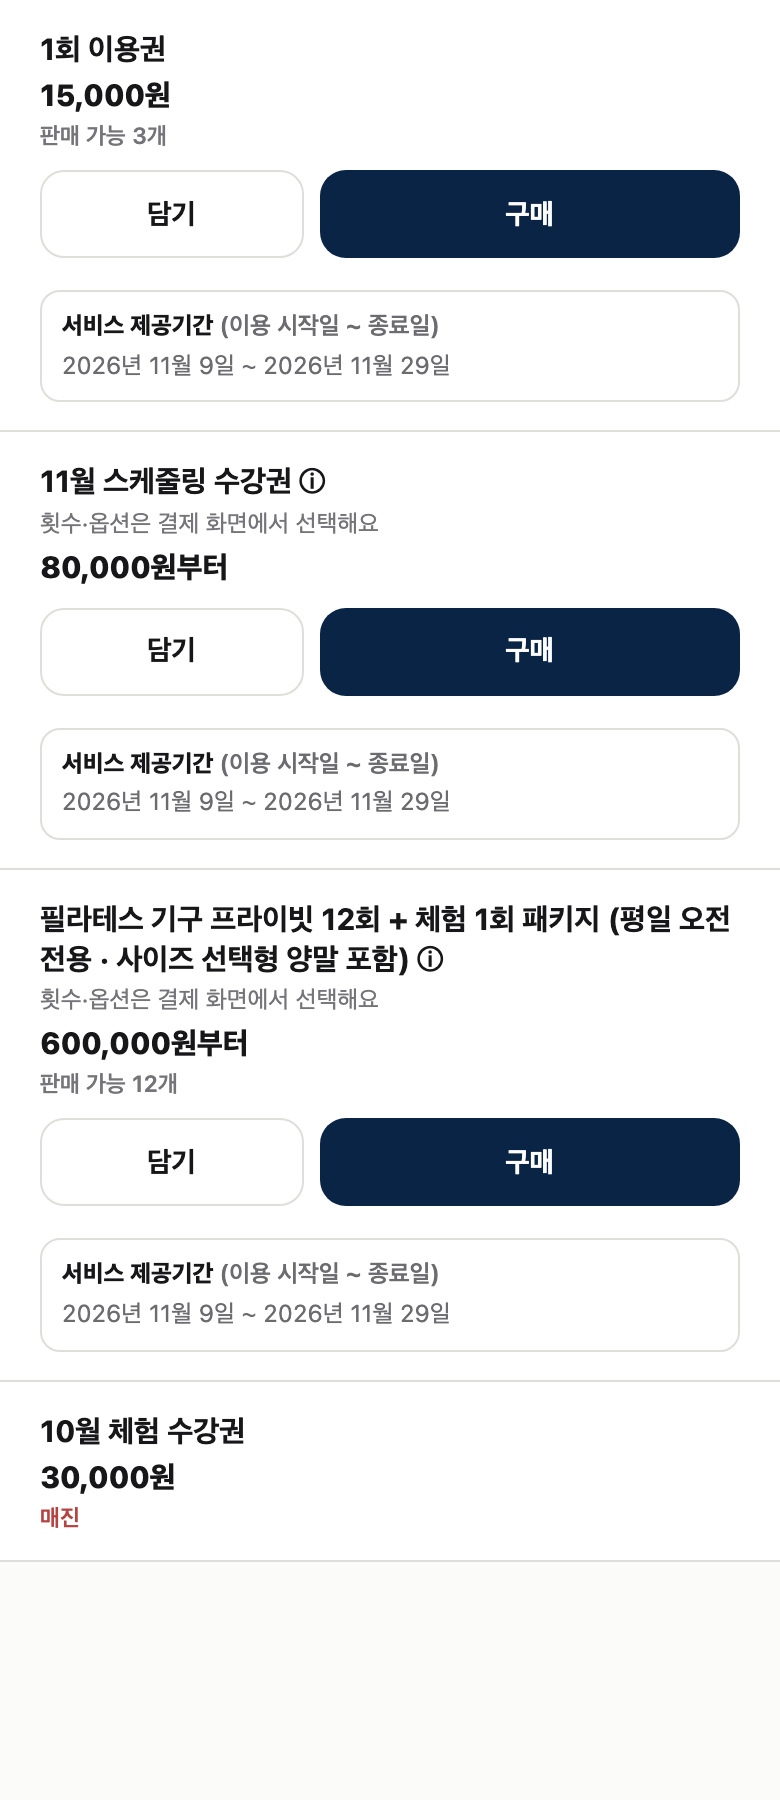 1회 이용권
15,000원
판매 가능 3개
담기
구매
서비스 제공기간 (이용 시작일 ~ 종료일)
2026년 11월 9일 ~ 2026년 11월 29일
11월 스케줄링 수강권 ⓘ
횟수·옵션은 결제 화면에서 선택해요
80,000원부터
담기
구매
서비스 제공기간 (이용 시작일 ~ 종료일)
2026년 11월 9일 ~ 2026년 11월 29일
필라테스 기구 프라이빗 12회 + 체험 1회 패키지 (평일 오전
전용 · 사이즈 선택형 양말 포함) ⓘ
횟수·옵션은 결제 화면에서 선택해요
600,000원부터
판매 가능 12개
담기
구매
서비스 제공기간 (이용 시작일 ~ 종료일)
2026년 11월 9일 ~ 2026년 11월 29일
10월 체험 수강권
30,000원
매진